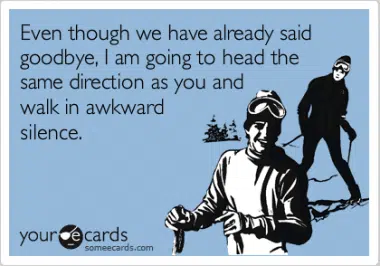 Even though we have already said
goodbye, I am going to head the
same direction as you and
walk in awkward
silence.
your e cards
someecards.com